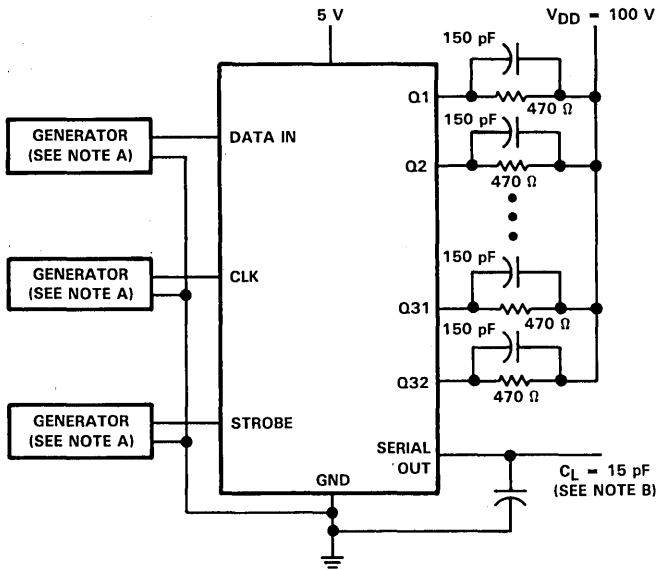 5 V
VDD = 100 V
150 pF
Q1
470 Ω
GENERATOR
(SEE NOTE A)
DATA IN
150 pF
Q2
470 Ω
GENERATOR
(SEE NOTE A)
CLK
150 pF
Q31
470 Ω
150 pF
Q32
470 Ω
GENERATOR
(SEE NOTE A)
STROBE
SERIAL
OUT
GND
CL = 15 pF
(SEE NOTE B)